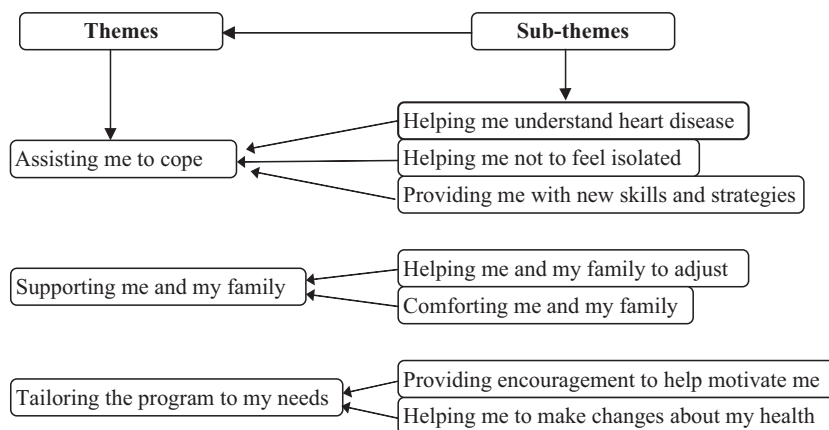 Themes
Sub-themes
Assisting me to cope
Helping me understand heart disease
Helping me not to feel isolated
Providing me with new skills and strategies
Supporting me and my family
Helping me and my family to adjust
Comforting me and my family
Tailoring the program to my needs
Providing encouragement to help motivate me
Helping me to make changes about my health